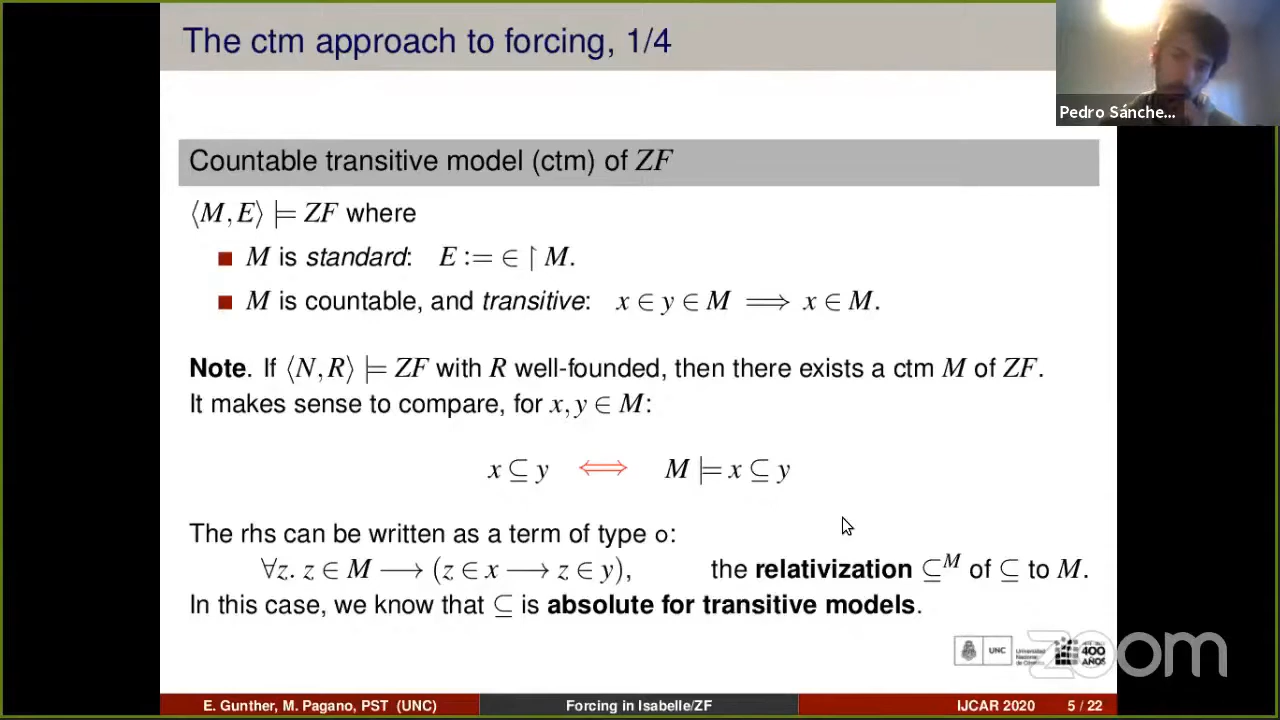 The ctm approach to forcing, 1/4
Pedro Sánche...
Countable transitive model (ctm) of ZF
⟨M, E⟩ ⊨ ZF where
M is standard: E := ∈ ↾ M.
M is countable, and transitive: x ∈ y ∈ M ⟹ x ∈ M.
Note. If ⟨N, R⟩ ⊨ ZF with R well-founded, then there exists a ctm M of ZF.
It makes sense to compare, for x, y ∈ M:
x ⊆ y ⟺ M ⊨ x ⊆ y
The rhs can be written as a term of type o:
∀z. z ∈ M ⟶ (z ∈ x ⟶ z ∈ y), the relativization ⊆^M of ⊆ to M.
In this case, we know that ⊆ is absolute for transitive models.
UNC Universidad Nacional de Córdoba 400 AÑOS
zoom
E. Gunther, M. Pagano, PST (UNC) Forcing in Isabelle/ZF IJCAR 2020 5 / 22